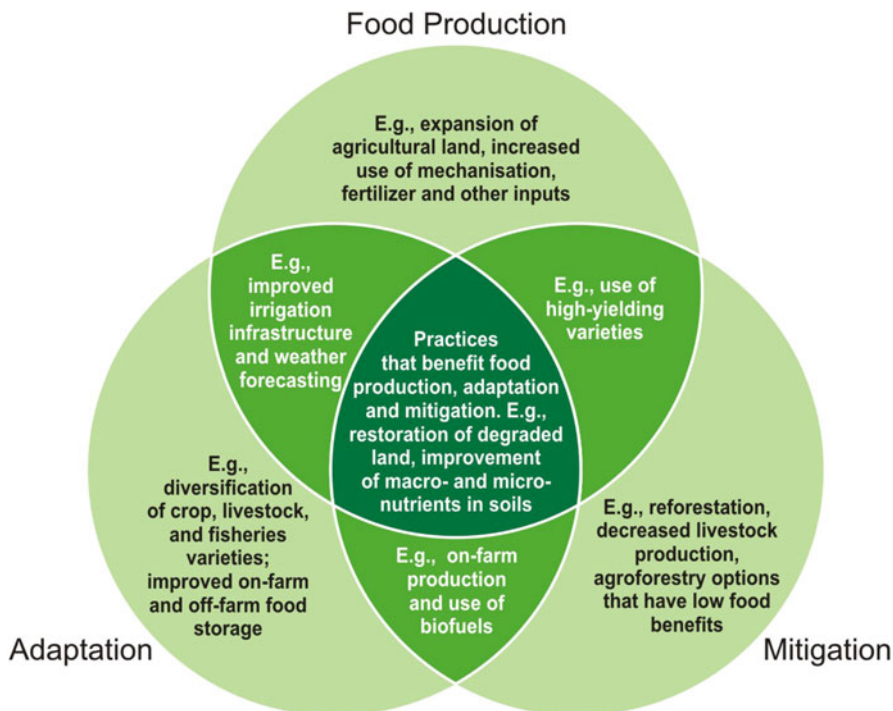 Food Production
E.g., expansion of
agricultural land, increased
use of mechanisation,
fertilizer and other inputs
E.g.,
improved
irrigation
infrastructure
and weather
forecasting
E.g., use of
high-yielding
varieties
Practices
that benefit food
production, adaptation
and mitigation. E.g.,
restoration of degraded
land, improvement
of macro- and micro-
nutrients in soils
E.g.,
diversification
of crop, livestock,
and fisheries
varieties;
improved on-farm
and off-farm food
storage
E.g., on-farm
production
and use of
biofuels
E.g., reforestation,
decreased livestock
production,
agroforestry options
that have low food
benefits
Adaptation
Mitigation